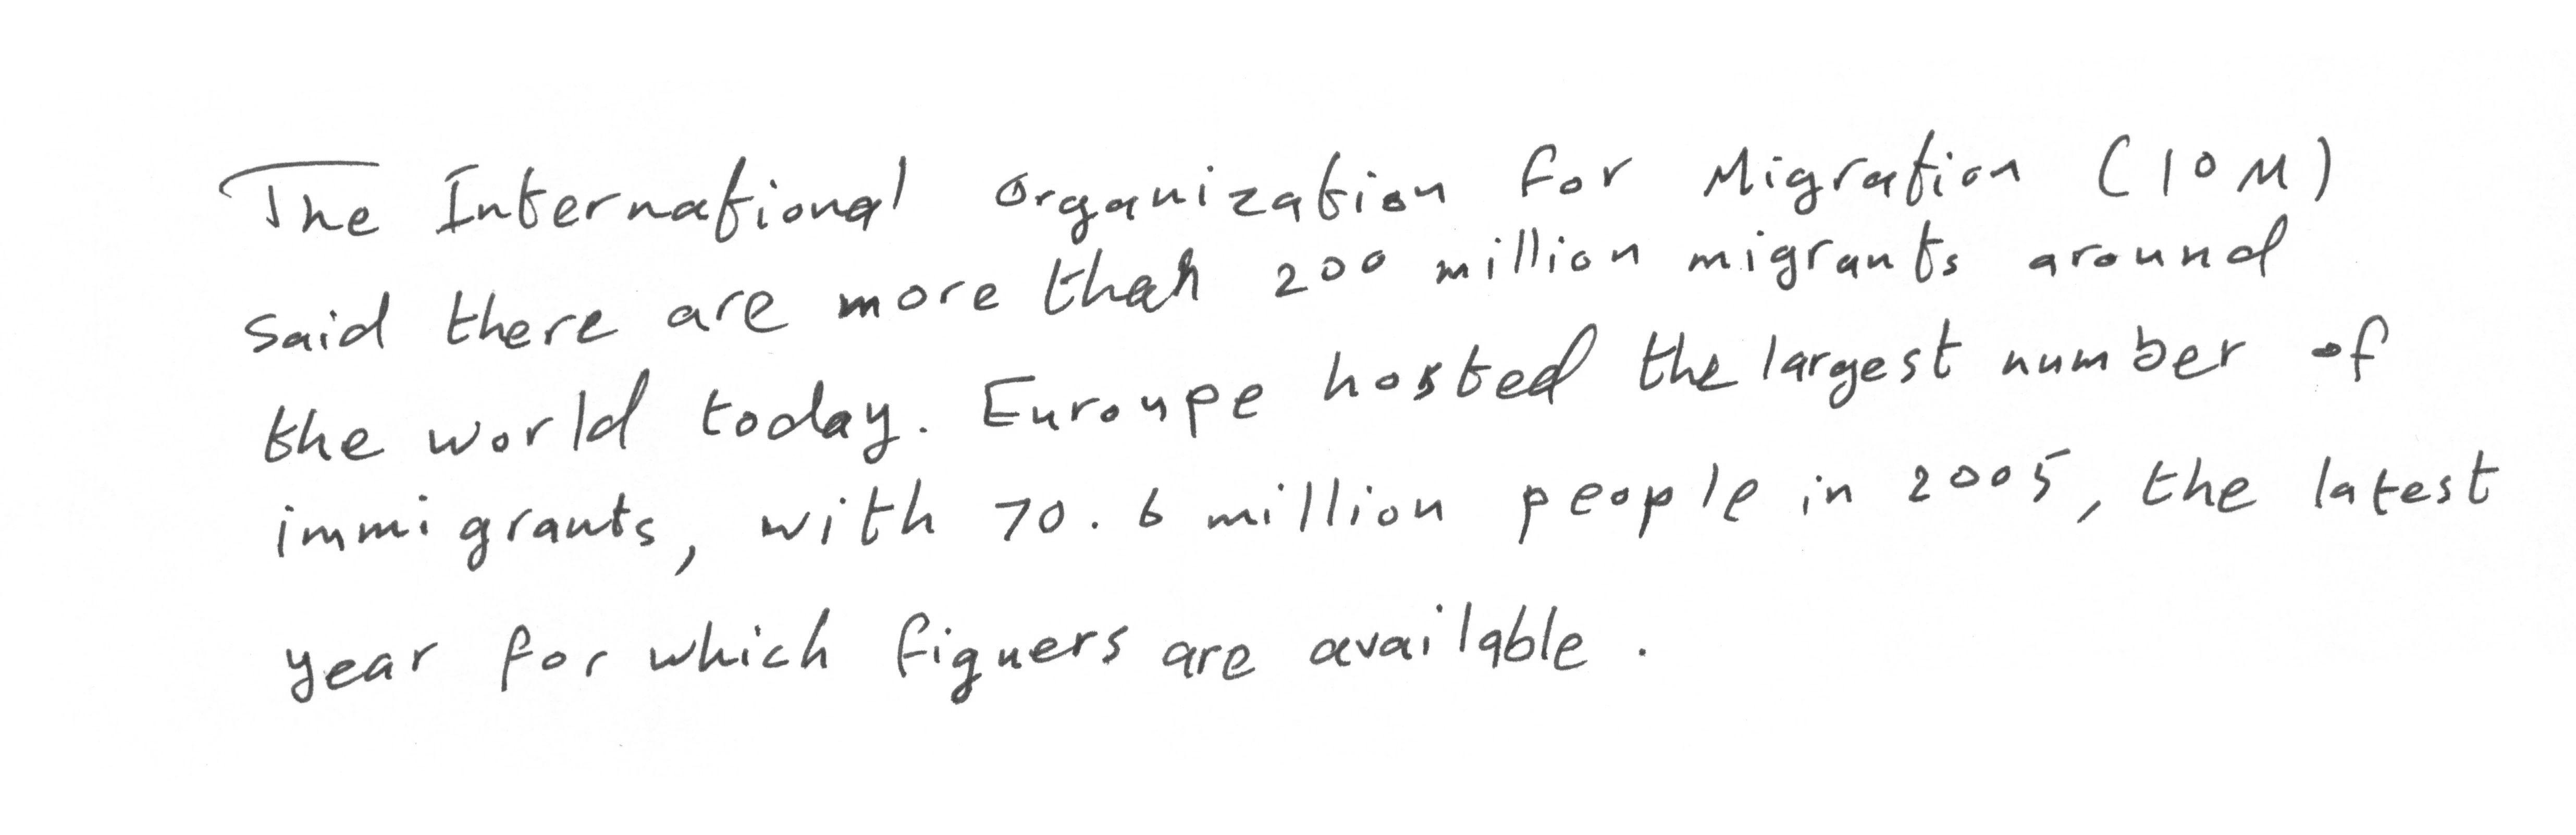 The International Organization for Migration (IOM)
said there are more than 200 million migrants around
the world today. Euroupe hosted the largest number of
immigrants, with 70.6 million people in 2005, the latest
year for which figuers are available.